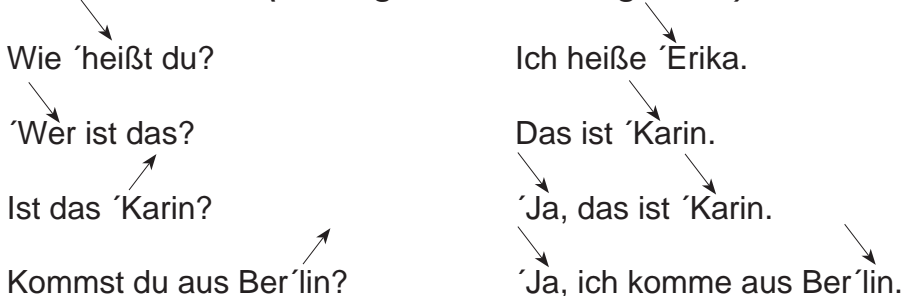 Wie ´heißt du?
Ich heiße ´Erika.
´Wer ist das?
Das ist ´Karin.
Ist das ´Karin?
´Ja, das ist ´Karin.
Kommst du aus Ber´lin?
´Ja, ich komme aus Ber´lin.